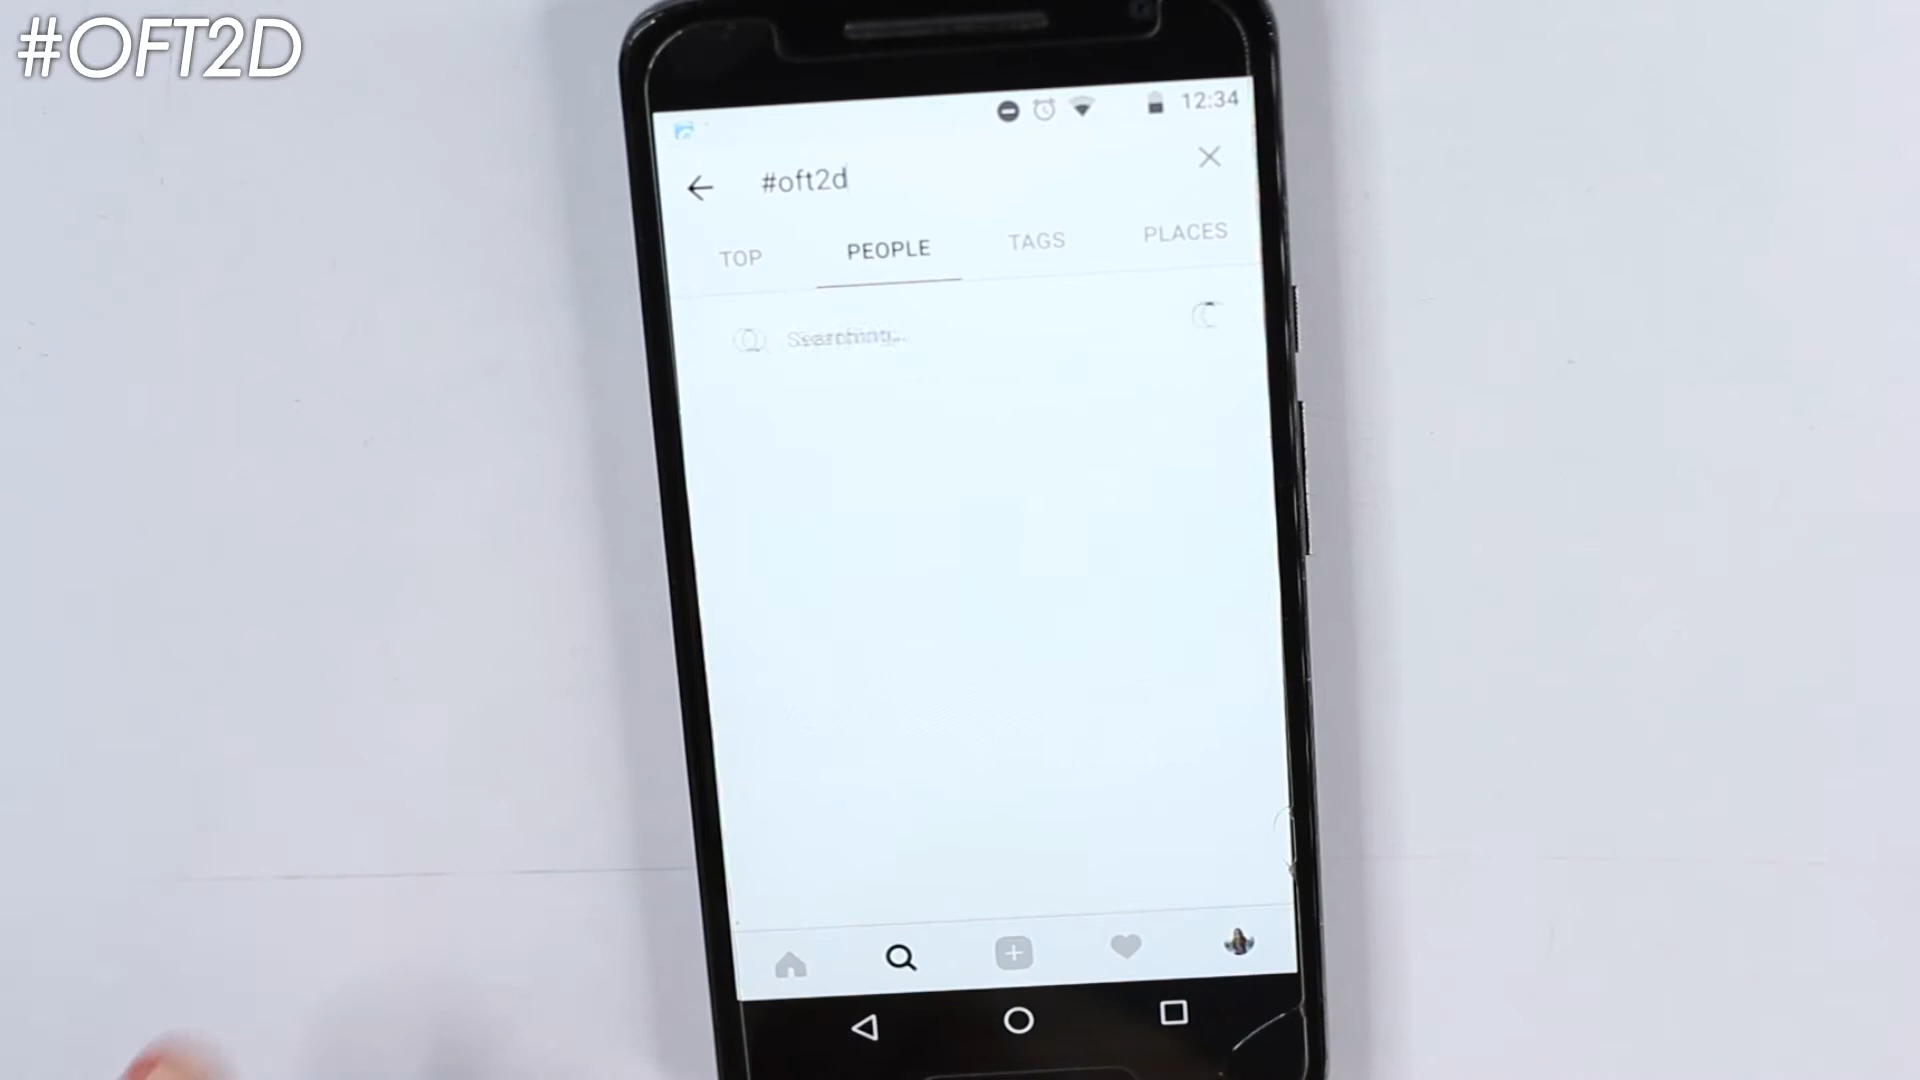 #OFT2D
12:34
#oft2d
TOP PEOPLE TAGS PLACES
Searching...